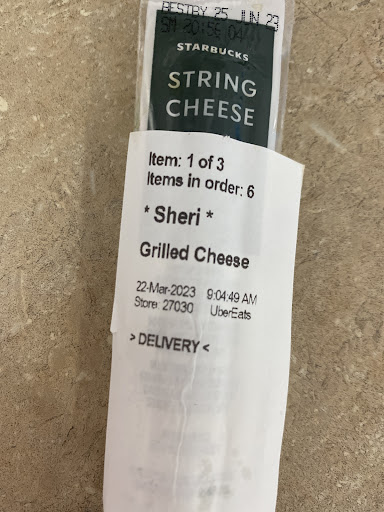 BESTBY 25 JUN 23
STARBUCKS
STRING
CHEESE
Item: 1 of 3
Items in order: 6
* Sheri *
Grilled Cheese
22-Mar-2023 9:04:49 AM
Store: 27030 UberEats
> DELIVERY <